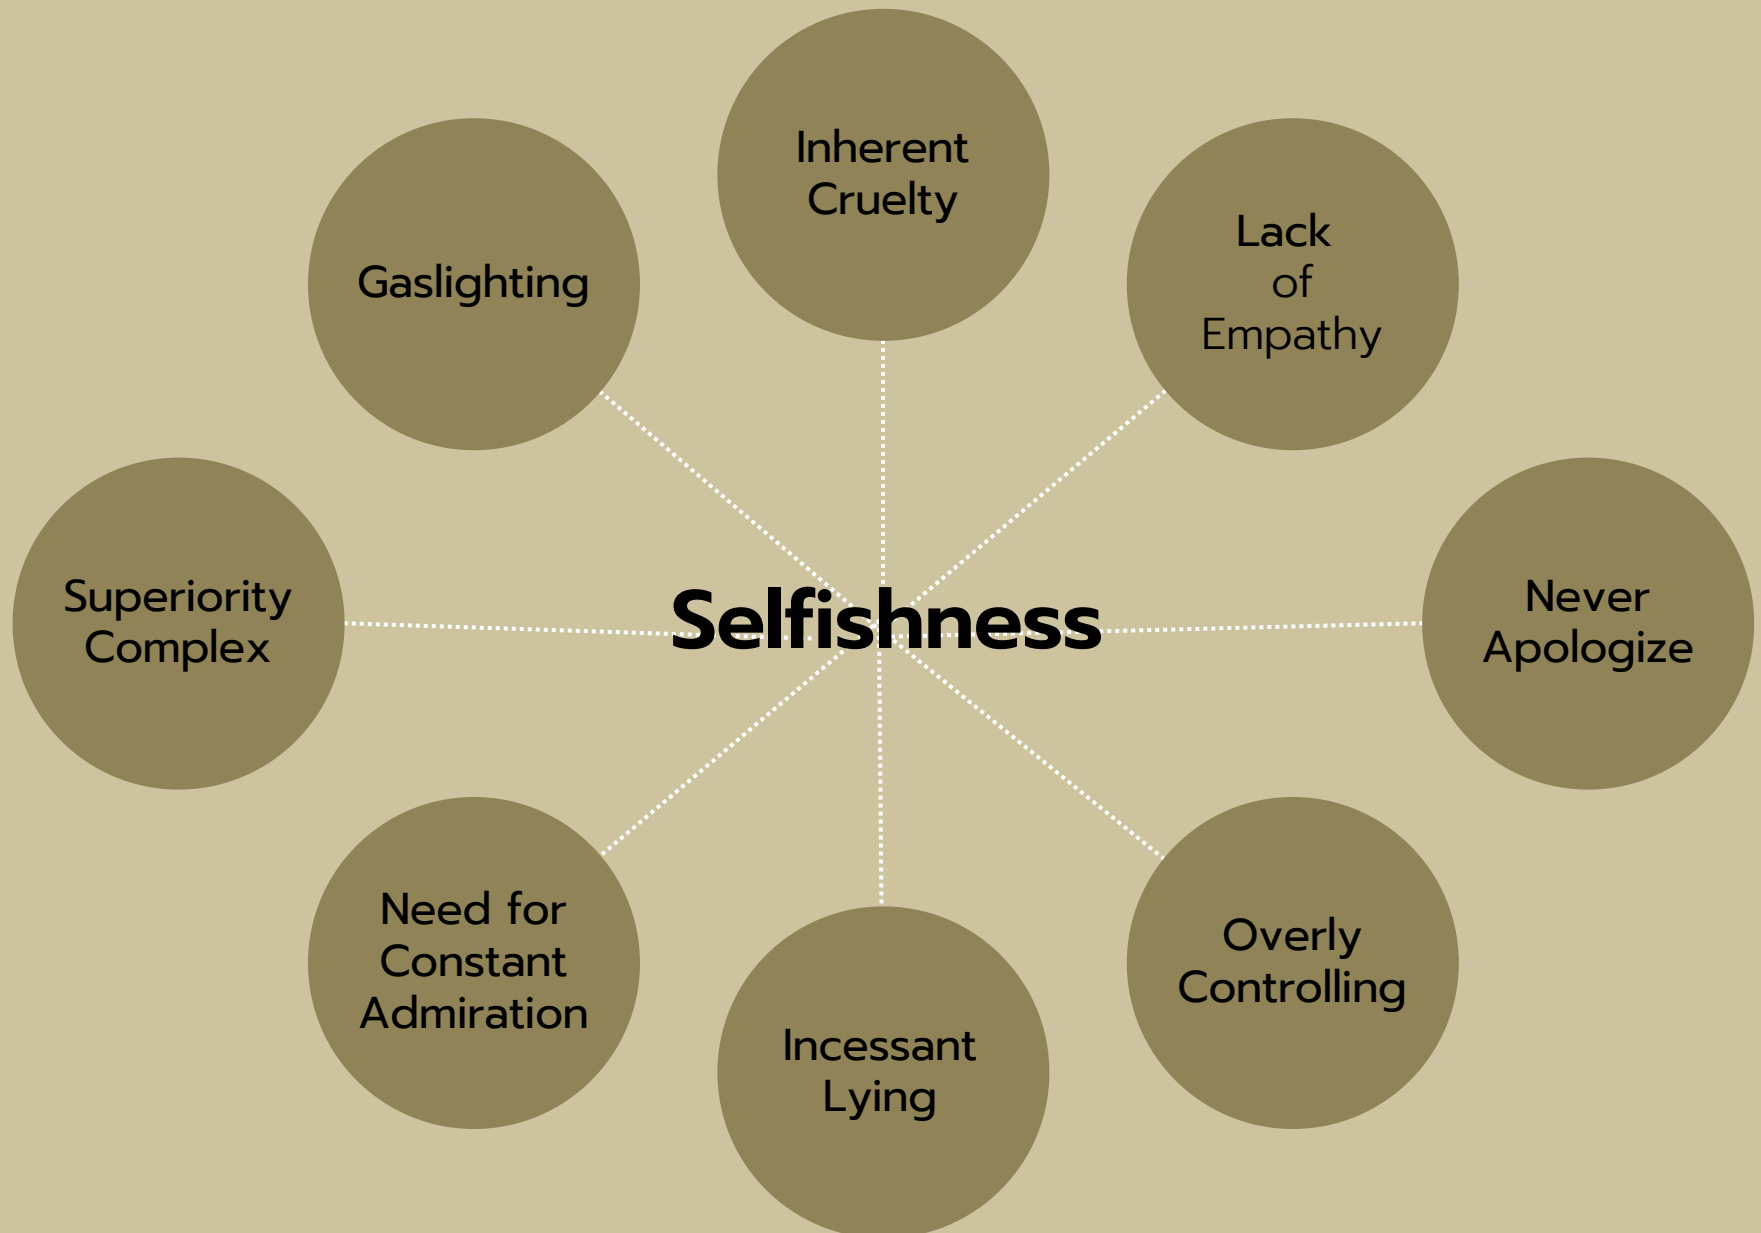 Inherent
Cruelty
Gaslighting
Lack
of
Empathy
Superiority
Complex
Selfishness
Never
Apologize
Need for
Constant
Admiration
Overly
Controlling
Incessant
Lying